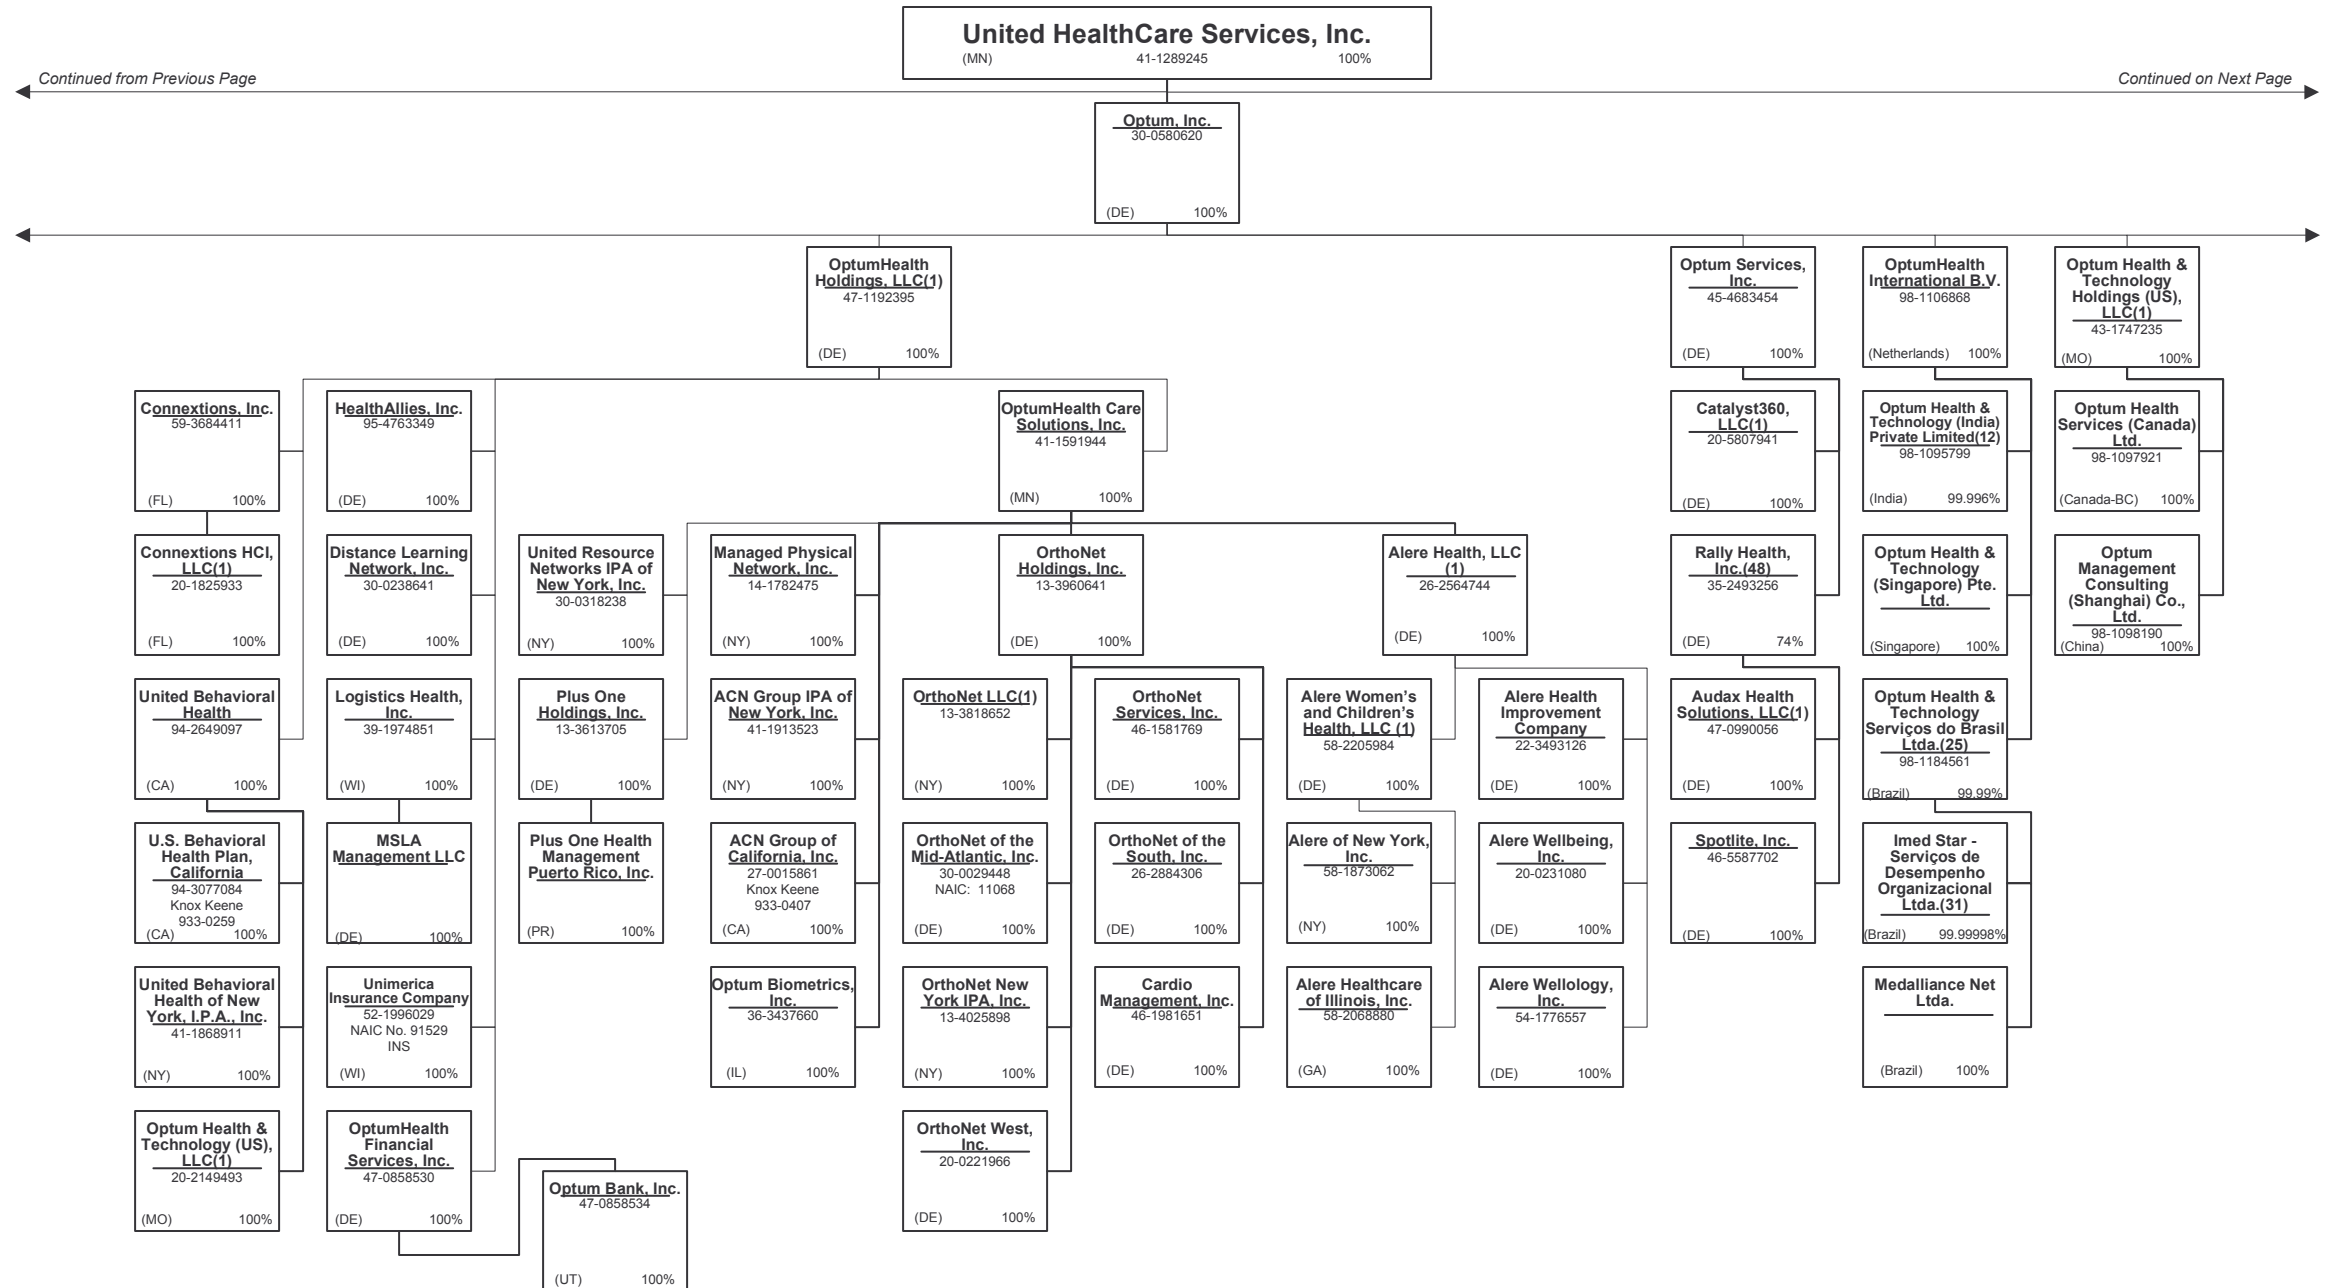 United HealthCare Services, Inc.
(MN) 41-1289245 100%
Continued from Previous Page
Continued on Next Page
Optum, Inc.
30-0580620
(DE) 100%
OptumHealth
Holdings, LLC(1)
47-1192395
(DE) 100%
Optum Services,
Inc.
45-4683454
(DE) 100%
OptumHealth
International B.V.
98-1106868
(Netherlands) 100%
Optum Health &
Technology
Holdings (US),
LLC(1)
43-1747235
(MO) 100%
Connextions, Inc.
59-3684411
(FL) 100%
HealthAllies, Inc.
95-4763349
(DE) 100%
OptumHealth Care
Solutions, Inc.
41-1591944
(MN) 100%
Catalyst360,
LLC(1)
20-5807941
(DE) 100%
Optum Health &
Technology (India)
Private Limited(12)
98-1095799
(India) 99.996%
Optum Health
Services (Canada)
Ltd.
98-1097921
(Canada-BC) 100%
Connextions HCI,
LLC(1)
20-1825933
(FL) 100%
Distance Learning
Network, Inc.
30-0238641
(DE) 100%
United Resource
Networks IPA of
New York, Inc.
30-0318238
(NY) 100%
Managed Physical
Network, Inc.
14-1782475
(NY) 100%
OrthoNet
Holdings, Inc.
13-3960641
(DE) 100%
Alere Health, LLC
(1)
26-2564744
(DE) 100%
Rally Health,
Inc.(48)
35-2493256
(DE) 74%
Optum Health &
Technology
(Singapore) Pte.
Ltd.
(Singapore) 100%
Optum
Management
Consulting
(Shanghai) Co.,
Ltd.
98-1098190
(China) 100%
United Behavioral
Health
94-2649097
(CA) 100%
Logistics Health,
Inc.
39-1974851
(WI) 100%
Plus One
Holdings, Inc.
13-3613705
(DE) 100%
ACN Group IPA of
New York, Inc.
41-1913523
(NY) 100%
OrthoNet LLC(1)
13-3818652
(NY) 100%
OrthoNet
Services, Inc.
46-1581769
(DE) 100%
Alere Women's
and Children's
Health, LLC (1)
58-2205984
(DE) 100%
Alere Health
Improvement
Company
22-3493126
(DE) 100%
Audax Health
Solutions, LLC(1)
47-0990056
(DE) 100%
Optum Health &
Technology
Serviços do Brasil
Ltda.(25)
98-1184561
(Brazil) 99.99%
U.S. Behavioral
Health Plan,
California
94-3077084
Knox Keene
933-0259
(CA) 100%
MSLA
Management LLC
(DE) 100%
Plus One Health
Management
Puerto Rico, Inc.
(PR) 100%
ACN Group of
California, Inc.
27-0015861
Knox Keene
933-0407
(CA) 100%
OrthoNet of the
Mid-Atlantic, Inc.
30-0029448
NAIC: 11068
(DE) 100%
OrthoNet of the
South, Inc.
26-2884306
(DE) 100%
Alere of New York,
Inc.
58-1873062
(NY) 100%
Alere Wellbeing,
Inc.
20-0231080
(DE) 100%
Spotlite, Inc.
46-5587702
(DE) 100%
Imed Star -
Serviços de
Desempenho
Organizacional
Ltda.(31)
(Brazil) 99.99998%
United Behavioral
Health of New
York, I.P.A., Inc.
41-1868911
(NY) 100%
Unimerica
Insurance Company
52-1996029
NAIC No. 91529
INS
(WI) 100%
Optum Biometrics,
Inc.
36-3437660
(IL) 100%
OrthoNet New
York IPA, Inc.
13-4025898
(NY) 100%
Cardio
Management, Inc.
46-1981651
(DE) 100%
Alere Healthcare
of Illinois, Inc.
58-2068880
(GA) 100%
Alere Wellology,
Inc.
54-1776557
(DE) 100%
Medalliance Net
Ltda.
(Brazil) 100%
Optum Health &
Technology (US),
LLC(1)
20-2149493
(MO) 100%
OptumHealth
Financial
Services, Inc.
47-0858530
(DE) 100%
Optum Bank, Inc.
47-0858534
(UT) 100%
OrthoNet West,
Inc.
20-0221966
(DE) 100%